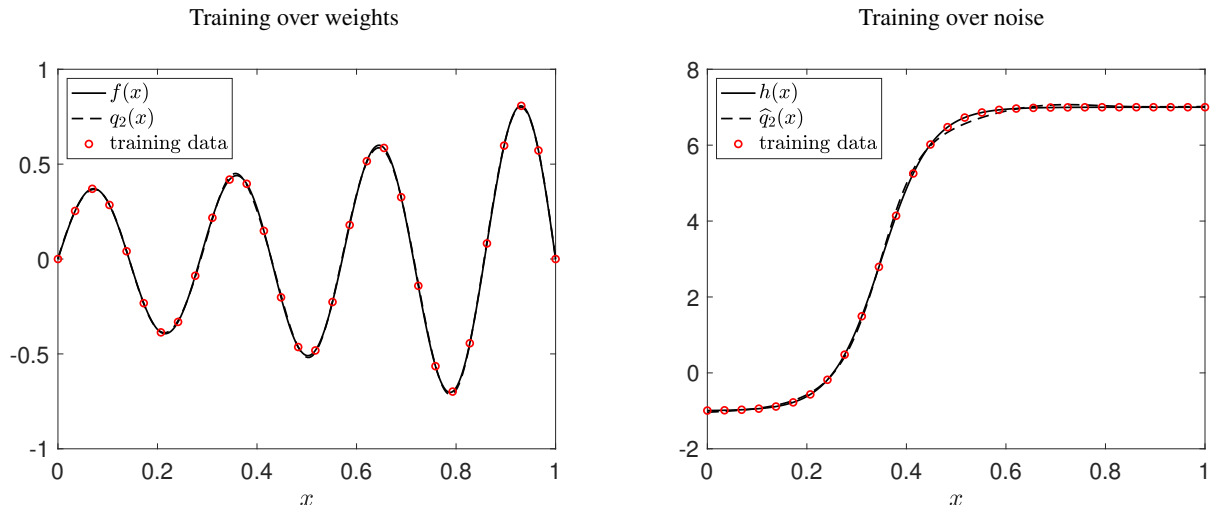 Training over weights
1
0.5
0
-0.5
-1
f(x)
q₂(x)
training data
0 0.2 0.4 0.6 0.8 1
x
Training over noise
8
6
4
2
0
-2
h(x)
q̂₂(x)
training data
0 0.2 0.4 0.6 0.8 1
x